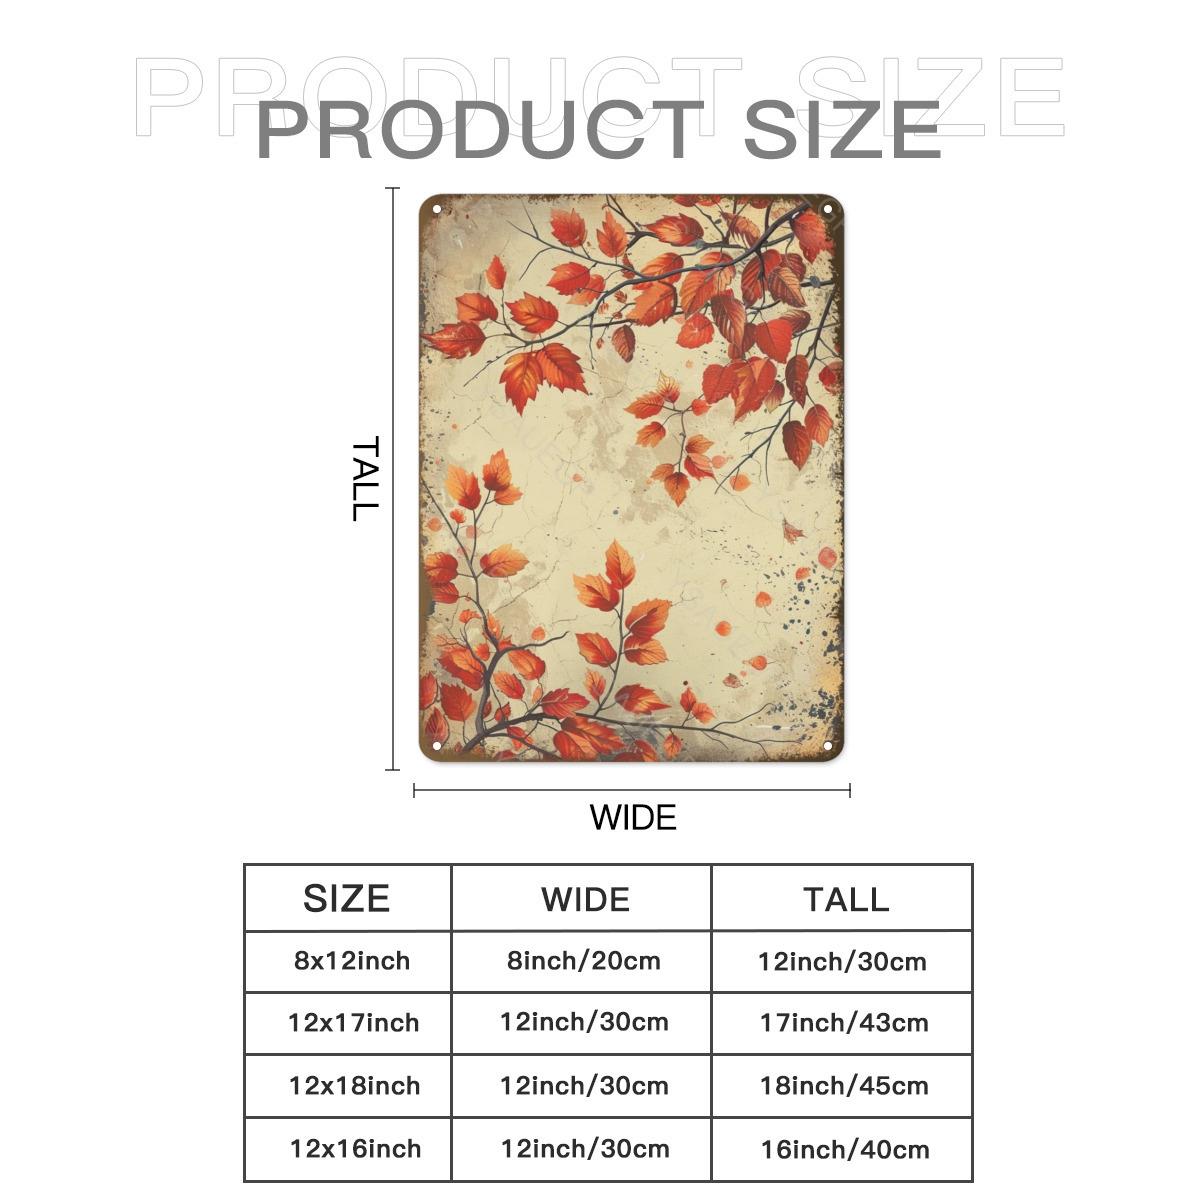 PRODUCT SIZE
PRODUCT SIZE
TALL
WIDE
SIZE WIDE TALL
8x12inch 8inch/20cm 12inch/30cm
12x17inch 12inch/30cm 17inch/43cm
12x18inch 12inch/30cm 18inch/45cm
12x16inch 12inch/30cm 16inch/40cm